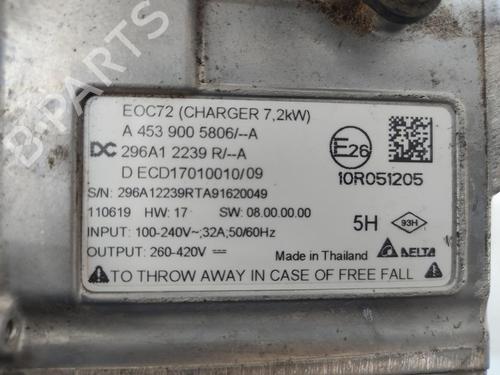 EOC72 (CHARGER 7,2kW)
A 453 900 5806/--A
DC 296A1 2239 R/--A
D ECD17010010/09
E26
10R051205
S/N: 296A12239RTA91620049
110619 HW: 17 SW: 08.00.00.00
5H 93H
INPUT: 100-240V~;32A;50/60Hz
OUTPUT: 260-420V ⎓
Made in Thailand DELTA
TO THROW AWAY IN CASE OF FREE FALL
B-PARTS